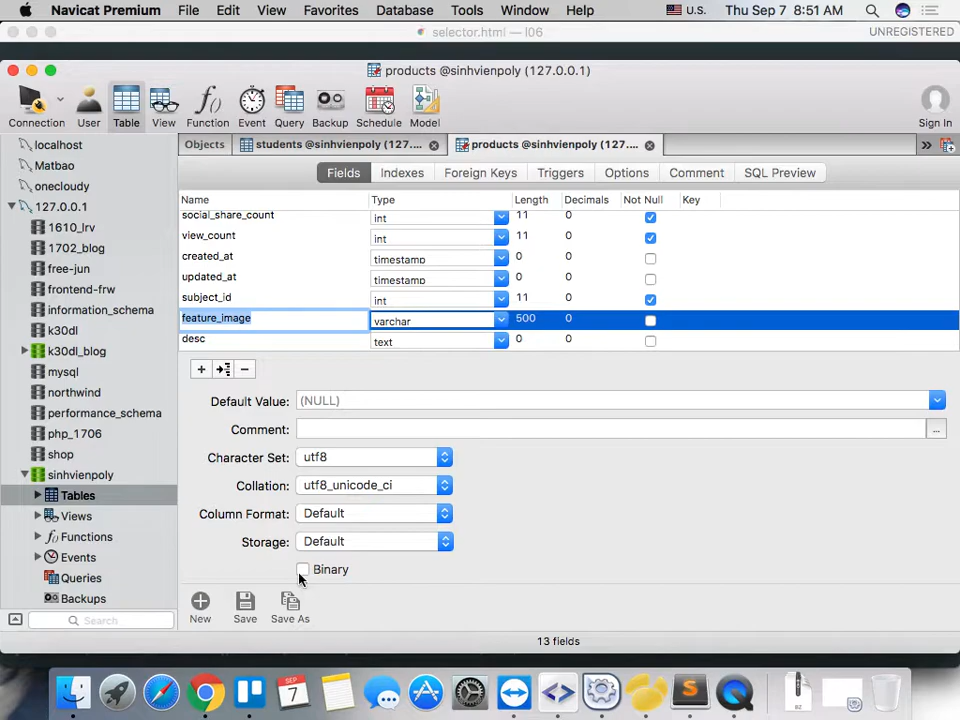 Navicat Premium File Edit View Favorites Database Tools Window Help U.S. Thu Sep 7 8:51 AM
selector.html — l06 UNREGISTERED
products @sinhvienpoly (127.0.0.1)
Connection User Table View Function Event Query Backup Schedule Model Sign In
localhost
Matbao
onecloudy
127.0.0.1
1610_lrv
1702_blog
free-jun
frontend-frw
information_schema
k30dl
k30dl_blog
mysql
northwind
performance_schema
php_1706
shop
sinhvienpoly
Tables
Views
Functions
Events
Queries
Backups
Search
Objects students @sinhvienpoly (127.... products @sinhvienpoly (127....
Fields Indexes Foreign Keys Triggers Options Comment SQL Preview
Name Type Length Decimals Not Null Key
social_share_count int 11 0
view_count int 11 0
created_at timestamp 0 0
updated_at timestamp 0 0
subject_id int 11 0
feature_image varchar 500 0
desc text 0 0
Default Value: (NULL)
Comment: ...
Character Set: utf8
Collation: utf8_unicode_ci
Column Format: Default
Storage: Default
Binary
New Save Save As
13 fields
SEP
7